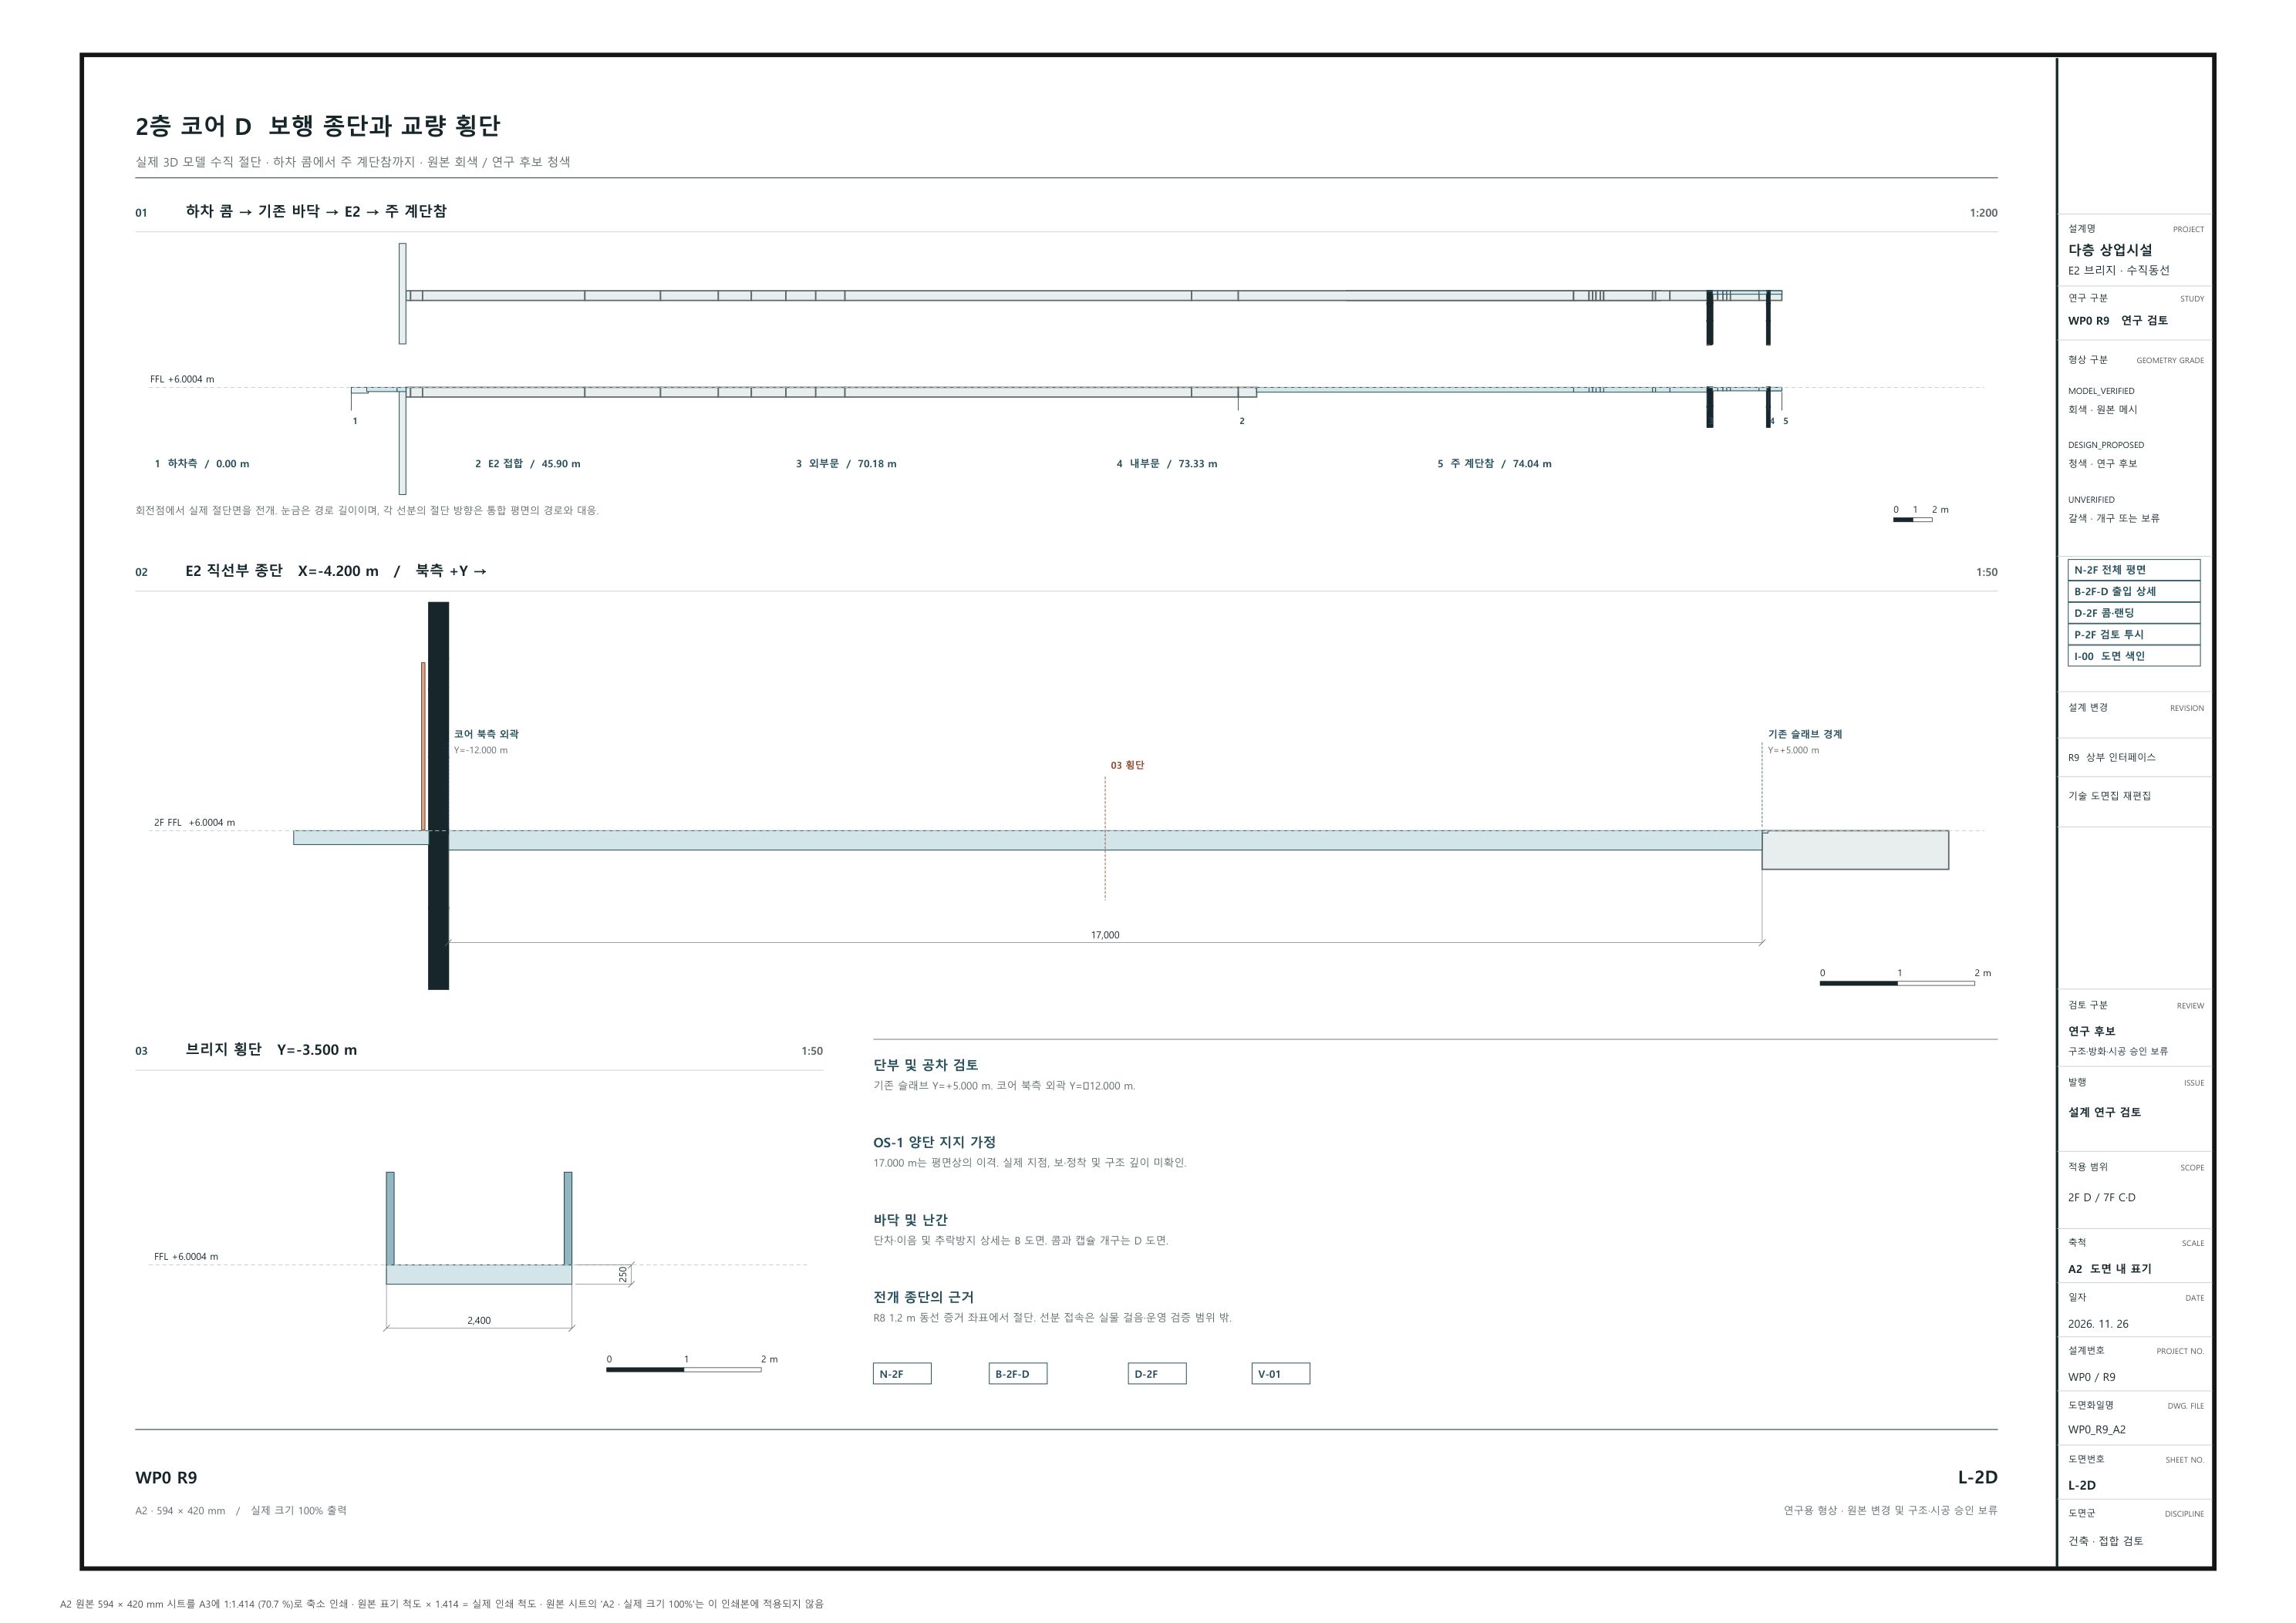 2층 코어 D 보행 종단과 교량 횡단
실제 3D 모델 수직 절단 · 하차 콤에서 주 계단참까지 · 원본 회색 / 연구 후보 청색
01 하차 콤 → 기존 바닥 → E2 → 주 계단참 1:200
FFL +6.0004 m
1 2 4 5
1 하차측 / 0.00 m 2 E2 접합 / 45.90 m 3 외부문 / 70.18 m 4 내부문 / 73.33 m 5 주 계단참 / 74.04 m
회전점에서 실제 절단면을 전개. 눈금은 경로 길이이며, 각 선분의 절단 방향은 통합 평면의 경로와 대응.
0 1 2 m
02 E2 직선부 종단 X=-4.200 m / 북측 +Y → 1:50
코어 북측 외곽
Y=-12.000 m
기존 슬래브 경계
Y=+5.000 m
03 횡단
2F FFL +6.0004 m
17,000
0 1 2 m
03 브리지 횡단 Y=-3.500 m 1:50
FFL +6.0004 m
250
2,400
0 1 2 m
단부 및 공차 검토
기존 슬래브 Y=+5.000 m. 코어 북측 외곽 Y=▯12.000 m.
OS-1 양단 지지 가정
17.000 m는 평면상의 이격. 실제 지점, 보·정착 및 구조 깊이 미확인.
바닥 및 난간
단차·이음 및 추락방지 상세는 B 도면. 콤과 캡슐 개구는 D 도면.
전개 종단의 근거
R8 1.2 m 동선 증거 좌표에서 절단. 선분 접속은 실물 걸음·운영 검증 범위 밖.
N-2F B-2F-D D-2F V-01
WP0 R9
A2 · 594 × 420 mm / 실제 크기 100% 출력
L-2D
연구용 형상 · 원본 변경 및 구조·시공 승인 보류
설계명 PROJECT
다층 상업시설
E2 브리지 · 수직동선
연구 구분 STUDY
WP0 R9 연구 검토
형상 구분 GEOMETRY GRADE
MODEL_VERIFIED
회색 · 원본 메시
DESIGN_PROPOSED
청색 · 연구 후보
UNVERIFIED
갈색 · 개구 또는 보류
N-2F 전체 평면
B-2F-D 출입 상세
D-2F 콤·랜딩
P-2F 검토 투시
I-00 도면 색인
설계 변경 REVISION
R9 상부 인터페이스
기술 도면집 재편집
검토 구분 REVIEW
연구 후보
구조·방화·시공 승인 보류
발행 ISSUE
설계 연구 검토
적용 범위 SCOPE
2F D / 7F C·D
축척 SCALE
A2 도면 내 표기
일자 DATE
2026. 11. 26
설계번호 PROJECT NO.
WP0 / R9
도면화일명 DWG. FILE
WP0_R9_A2
도면번호 SHEET NO.
L-2D
도면군 DISCIPLINE
건축 · 접합 검토
A2 원본 594 × 420 mm 시트를 A3에 1:1.414 (70.7 %)로 축소 인쇄 · 원본 표기 척도 × 1.414 = 실제 인쇄 척도 · 원본 시트의 'A2 · 실제 크기 100%'는 이 인쇄본에 적용되지 않음